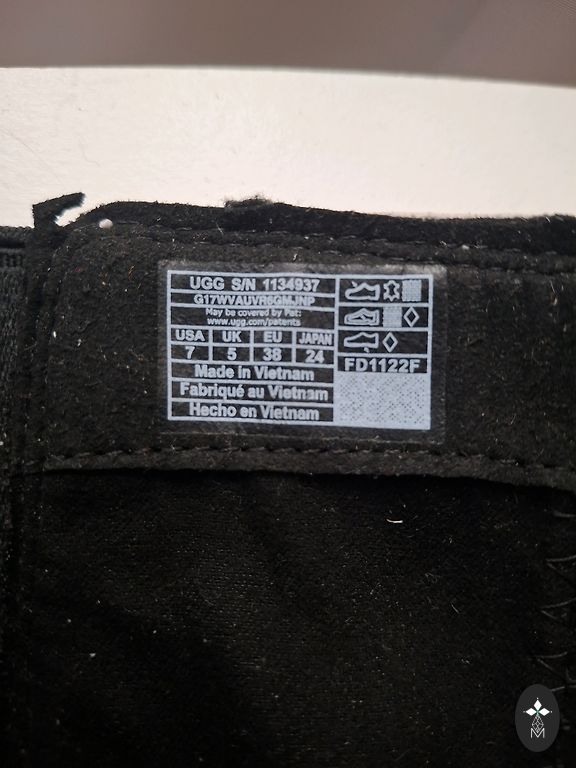 UGG S/N 1134937
G17WVAUVR6GMJNP
May be covered by Pat:
www.ugg.com/patents
USA UK EU JAPAN
7 5 38 24
Made in Vietnam
Fabriqué au Vietnam
Hecho en Vietnam
FD1122F
M